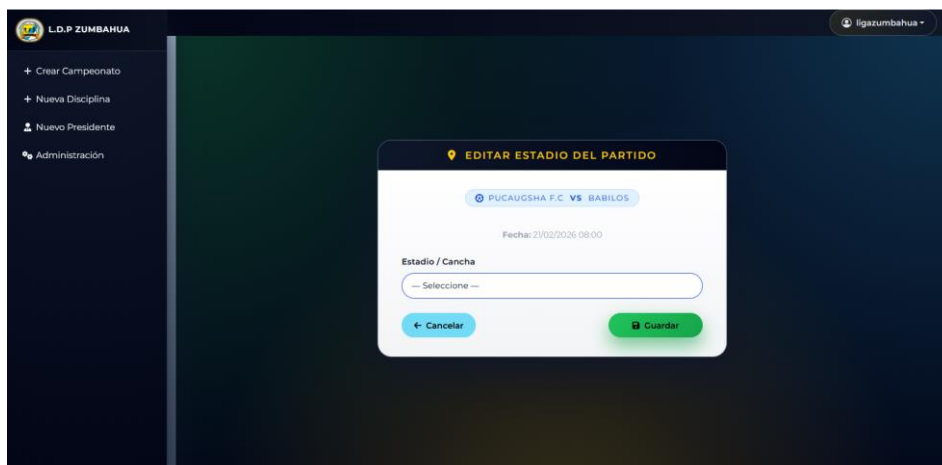 L.D.P ZUMBAHUA
ligazumbahua
+ Crear Campeonato
+ Nueva Disciplina
Nuevo Presidente
Administración
EDITAR ESTADIO DEL PARTIDO
PUCAUGSHA F.C VS BABILOS
Fecha: 21/02/2026 08:00
Estadio / Cancha
— Seleccione —
← Cancelar
Guardar